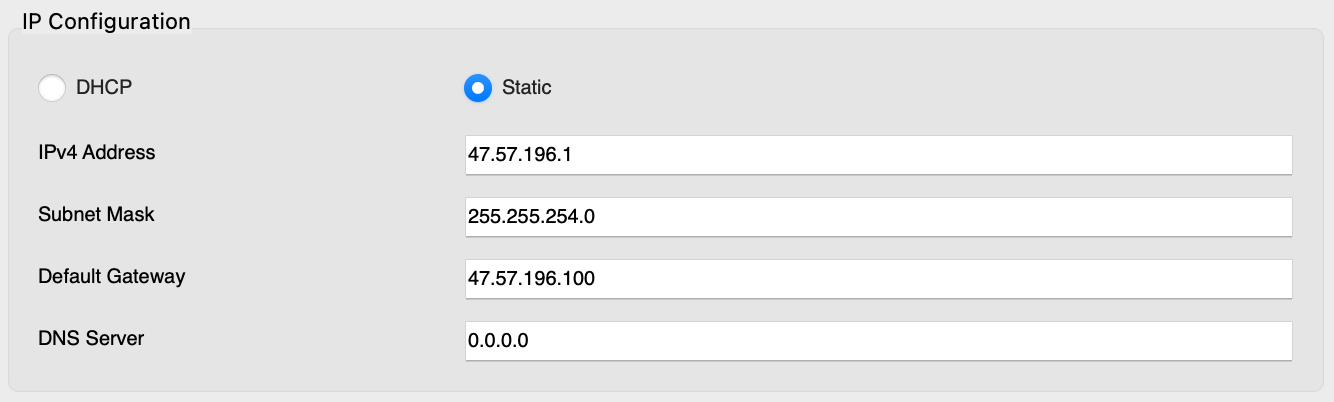 IP Configuration
DHCP Static
IPv4 Address 47.57.196.1
Subnet Mask 255.255.254.0
Default Gateway 47.57.196.100
DNS Server 0.0.0.0